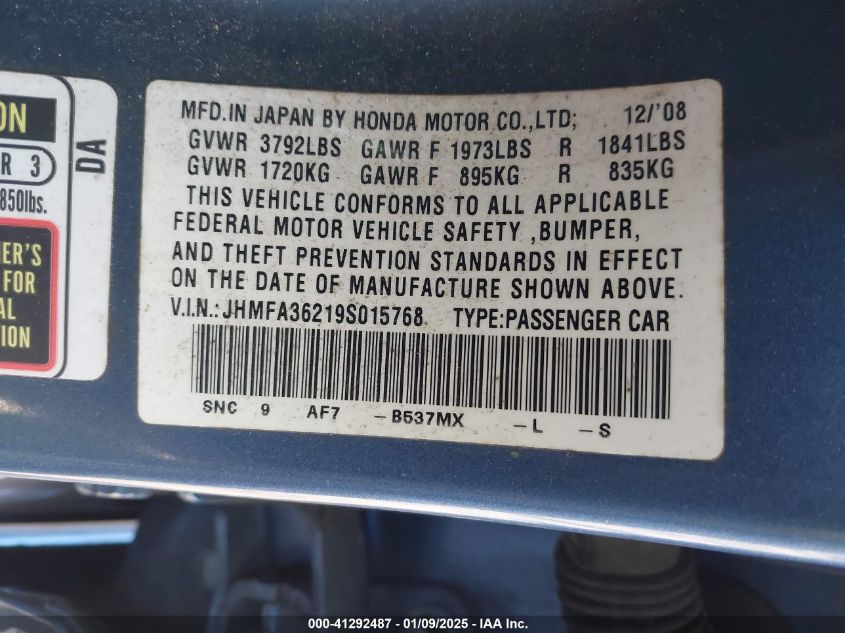 ON
R 3
850lbs.
ER'S
FOR
AL
TION
DA
MFD.IN JAPAN BY HONDA MOTOR CO.,LTD; 12/'08
GVWR 3792LBS GAWR F 1973LBS R 1841LBS
GVWR 1720KG GAWR F 895KG R 835KG
THIS VEHICLE CONFORMS TO ALL APPLICABLE
FEDERAL MOTOR VEHICLE SAFETY ,BUMPER,
AND THEFT PREVENTION STANDARDS IN EFFECT
ON THE DATE OF MANUFACTURE SHOWN ABOVE.
V.I.N.: JHMFA36219S015768 TYPE:PASSENGER CAR
SNC 9 AF7 -B537MX -L -S
000-41292487 - 01/09/2025 - IAA Inc.